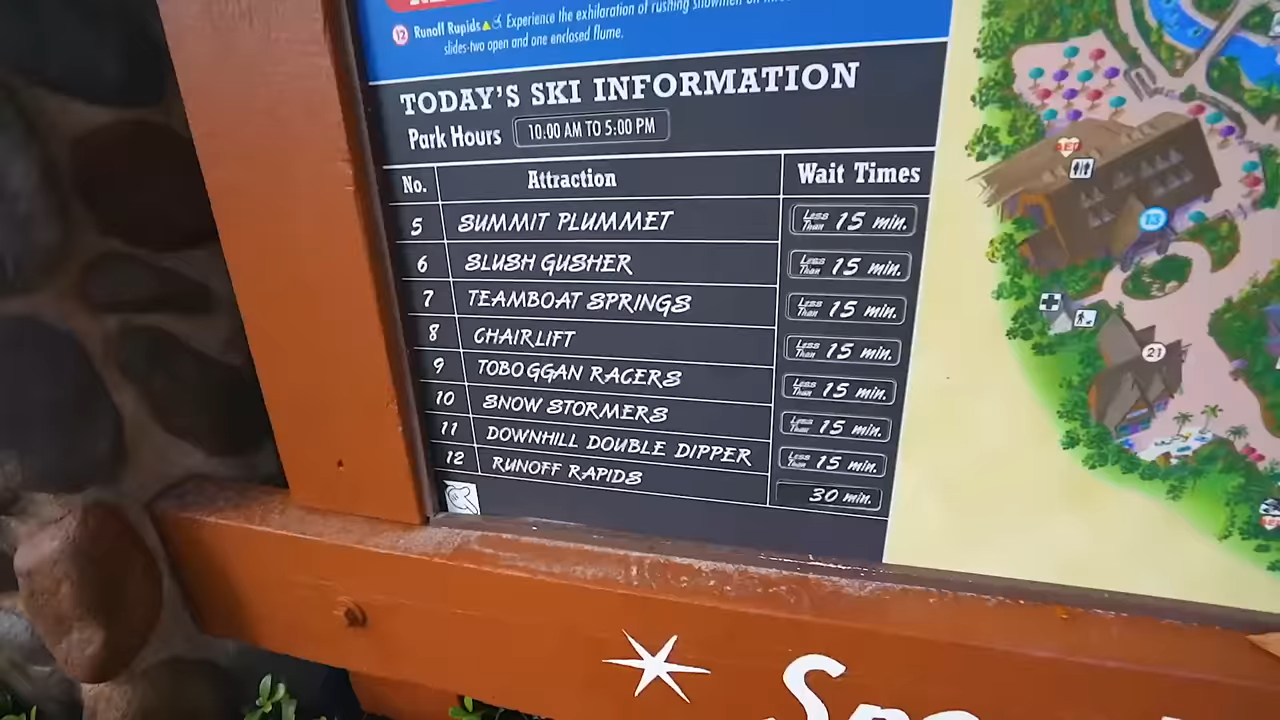 12 Runoff Rapids Experience the exhilaration of rushing snowmelt on
slides-two open and one enclosed flume.
TODAY'S SKI INFORMATION
Park Hours 10:00 AM TO 5:00 PM
No. Attraction Wait Times
5 SUMMIT PLUMMET Less Than 15 min.
6 SLUSH GUSHER Less Than 15 min.
7 TEAMBOAT SPRINGS Less Than 15 min.
8 CHAIRLIFT Less Than 15 min.
9 TOBOGGAN RACERS Less Than 15 min.
10 SNOW STORMERS Less Than 15 min.
11 DOWNHILL DOUBLE DIPPER Less Than 15 min.
12 RUNOFF RAPIDS 30 min.
AED
13
21